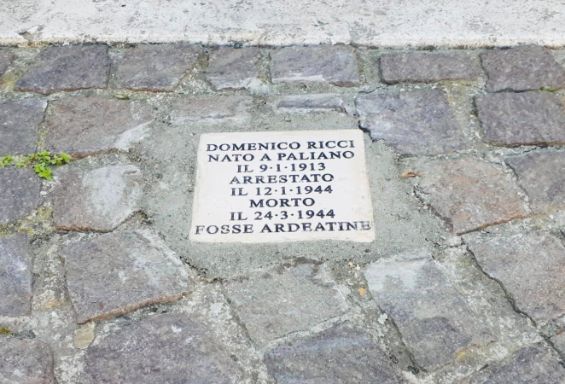 DOMENICO RICCI
NATO A PALIANO
IL 9·1·1913
ARRESTATO
IL 12·1·1944
MORTO
IL 24·3·1944
FOSSE ARDEATINE